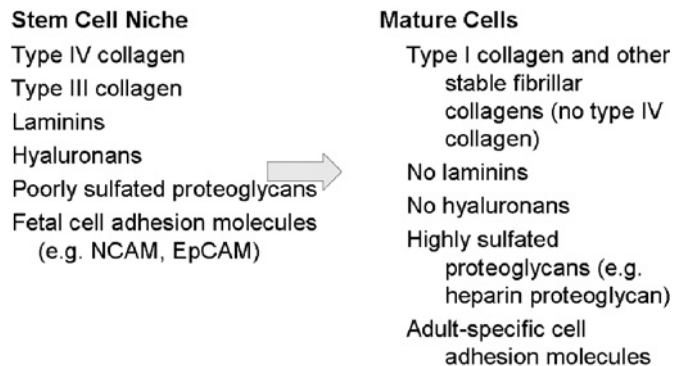 Stem Cell Niche
Type IV collagen
Type III collagen
Laminins
Hyaluronans
Poorly sulfated proteoglycans
Fetal cell adhesion molecules
(e.g. NCAM, EpCAM)
Mature Cells
Type I collagen and other
stable fibrillar
collagens (no type IV
collagen)
No laminins
No hyaluronans
Highly sulfated
proteoglycans (e.g.
heparin proteoglycan)
Adult-specific cell
adhesion molecules